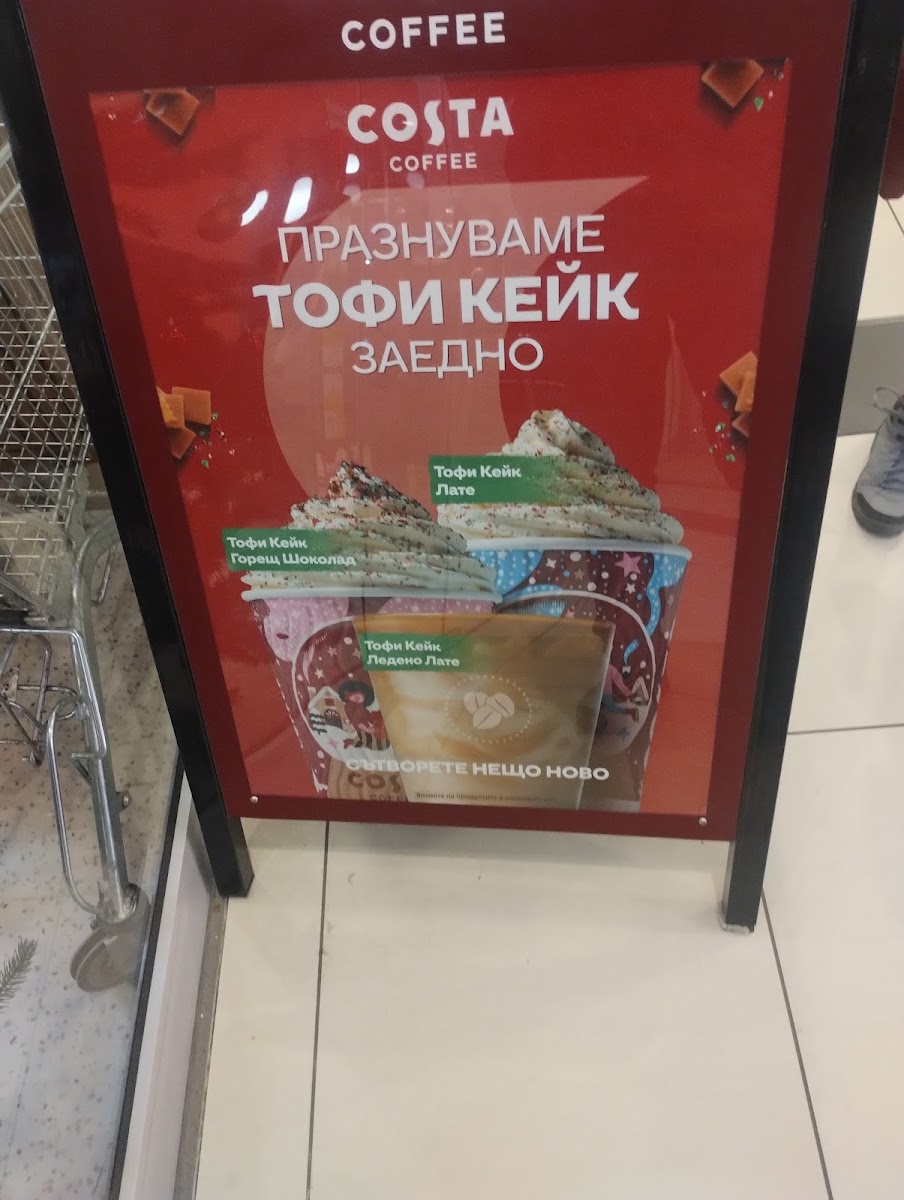 COFFEE
COSTA
COFFEE
ПРАЗНУВАМЕ
ТОФИ КЕЙК
ЗАЕДНО
Тофи Кейк
Лате
Тофи Кейк
Горещ Шоколад
Тофи Кейк
Ледено Лате
СЪТВОРЕТЕ НЕЩО НОВО
COS